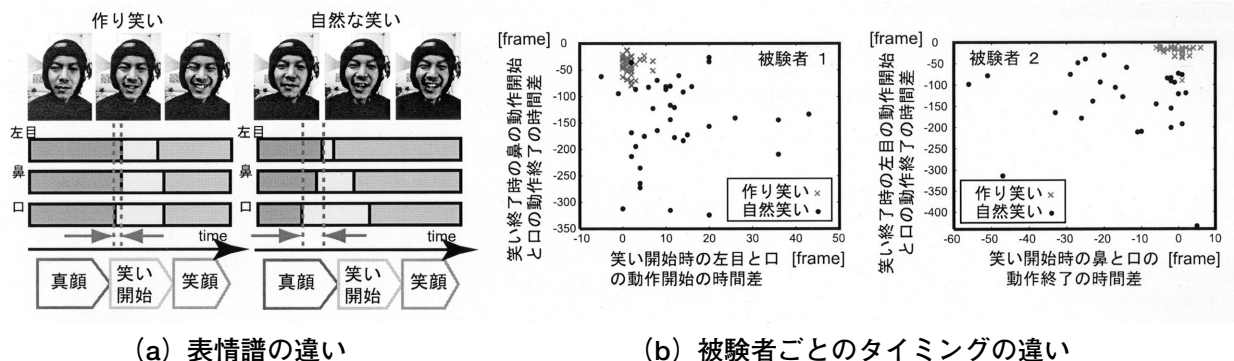 作り笑い
自然な笑い
左目
鼻
口
左目
鼻
口
time
time
真顔
笑い
開始
笑顔
真顔
笑い
開始
笑顔
(a) 表情譜の違い
[frame]
被験者 1
0
-50
-100
-150
-200
-250
-300
-350
-10
0
10
20
30
40
50
笑い終了時の鼻の動作開始
と口の動作終了の時間差
作り笑い ×
自然笑い •
笑い開始時の左目と口
の動作開始の時間差
[frame]
[frame]
被験者 2
0
-50
-100
-150
-200
-250
-300
-350
-400
-60
-50
-40
-30
-20
-10
0
10
笑い終了時の左目の動作開始
と口の動作終了の時間差
作り笑い ×
自然笑い •
笑い開始時の鼻と口の
動作終了の時間差
[frame]
(b) 被験者ごとのタイミングの違い